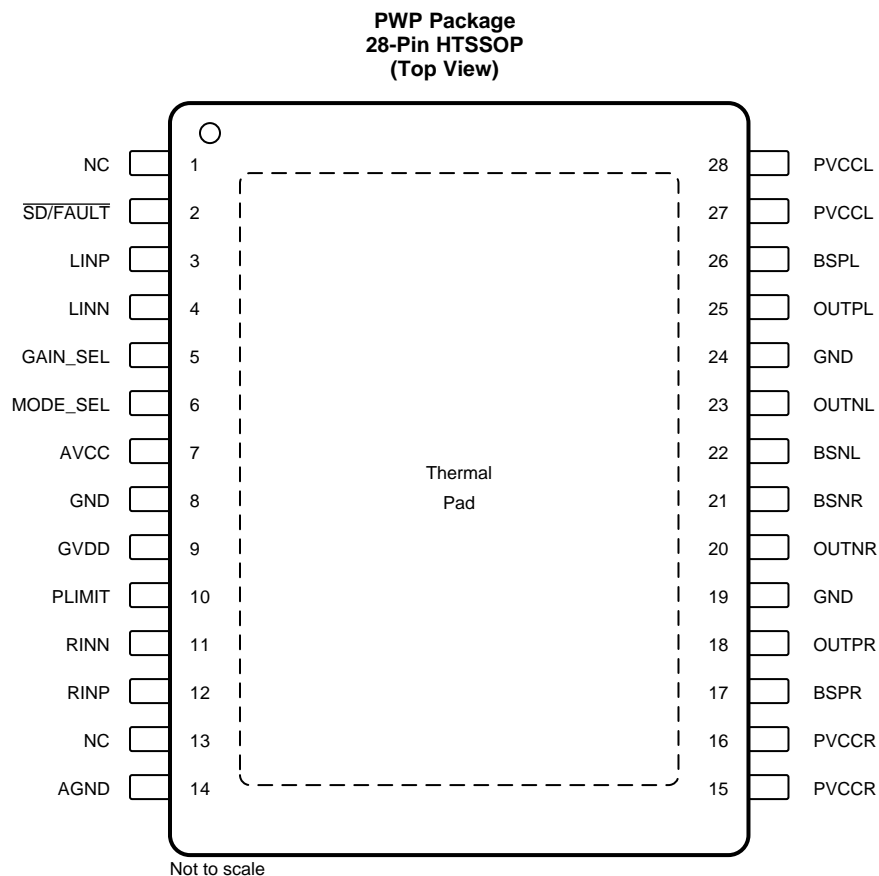 PWP Package
28-Pin HTSSOP
(Top View)
NC 1 28 PVCCL
SD/FAULT 2 27 PVCCL
LINP 3 26 BSPL
LINN 4 25 OUTPL
GAIN_SEL 5 24 GND
MODE_SEL 6 23 OUTNL
AVCC 7 22 BSNL
Thermal
Pad
GND 8 21 BSNR
GVDD 9 20 OUTNR
PLIMIT 10 19 GND
RINN 11 18 OUTPR
RINP 12 17 BSPR
NC 13 16 PVCCR
AGND 14 15 PVCCR
Not to scale